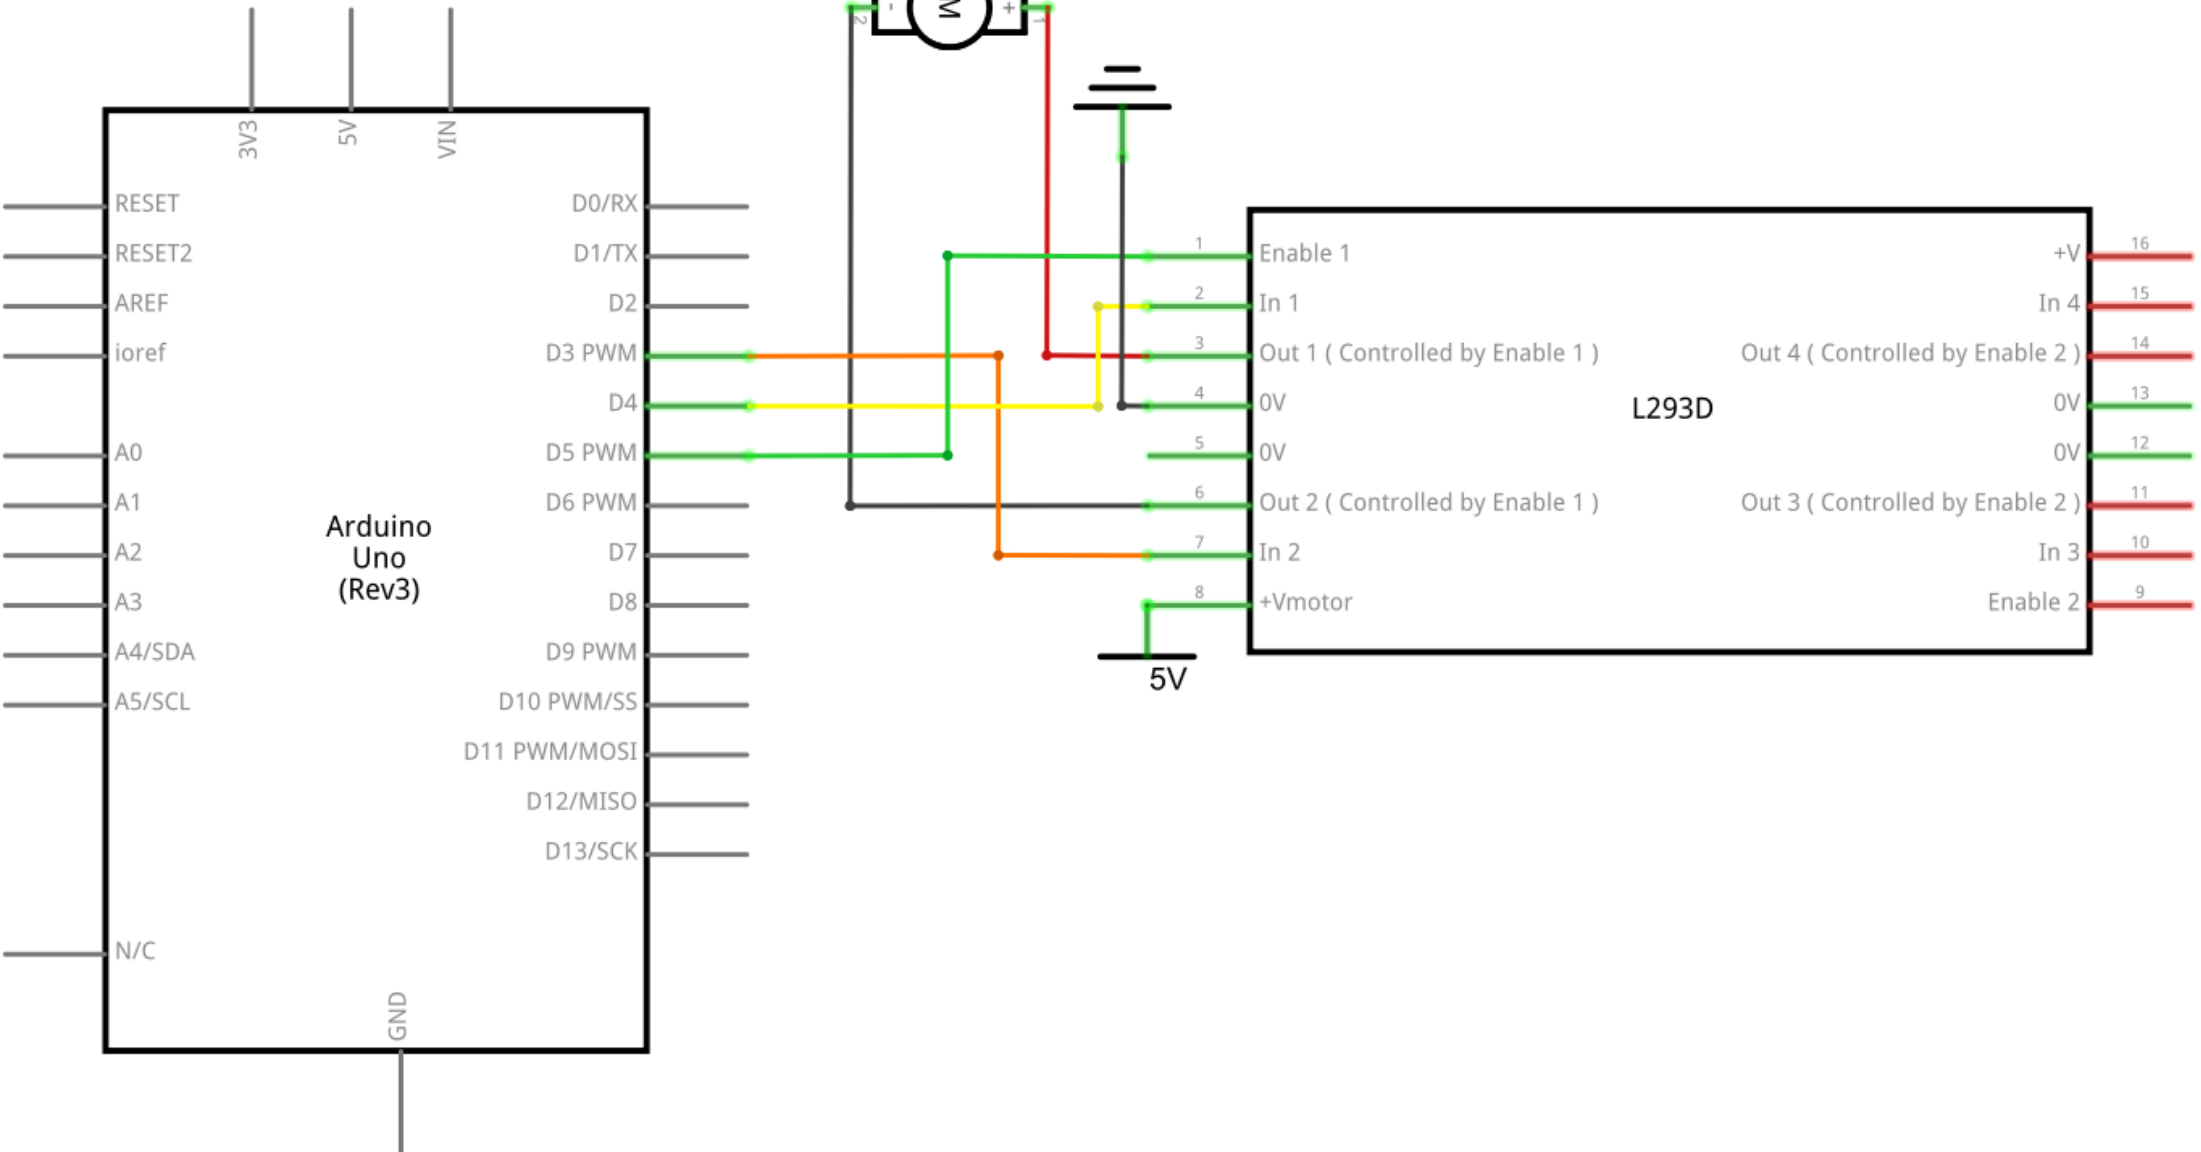 2
-
M
+
1
3V3
5V
VIN
RESET
RESET2
AREF
ioref
A0
A1
A2
A3
A4/SDA
A5/SCL
N/C
GND
Arduino
Uno
(Rev3)
D0/RX
D1/TX
D2
D3 PWM
D4
D5 PWM
D6 PWM
D7
D8
D9 PWM
D10 PWM/SS
D11 PWM/MOSI
D12/MISO
D13/SCK
1 Enable 1
2 In 1
3 Out 1 ( Controlled by Enable 1 )
4 0V
5 0V
6 Out 2 ( Controlled by Enable 1 )
7 In 2
8 +Vmotor
5V
L293D
+V 16
In 4 15
Out 4 ( Controlled by Enable 2 ) 14
0V 13
0V 12
Out 3 ( Controlled by Enable 2 ) 11
In 3 10
Enable 2 9